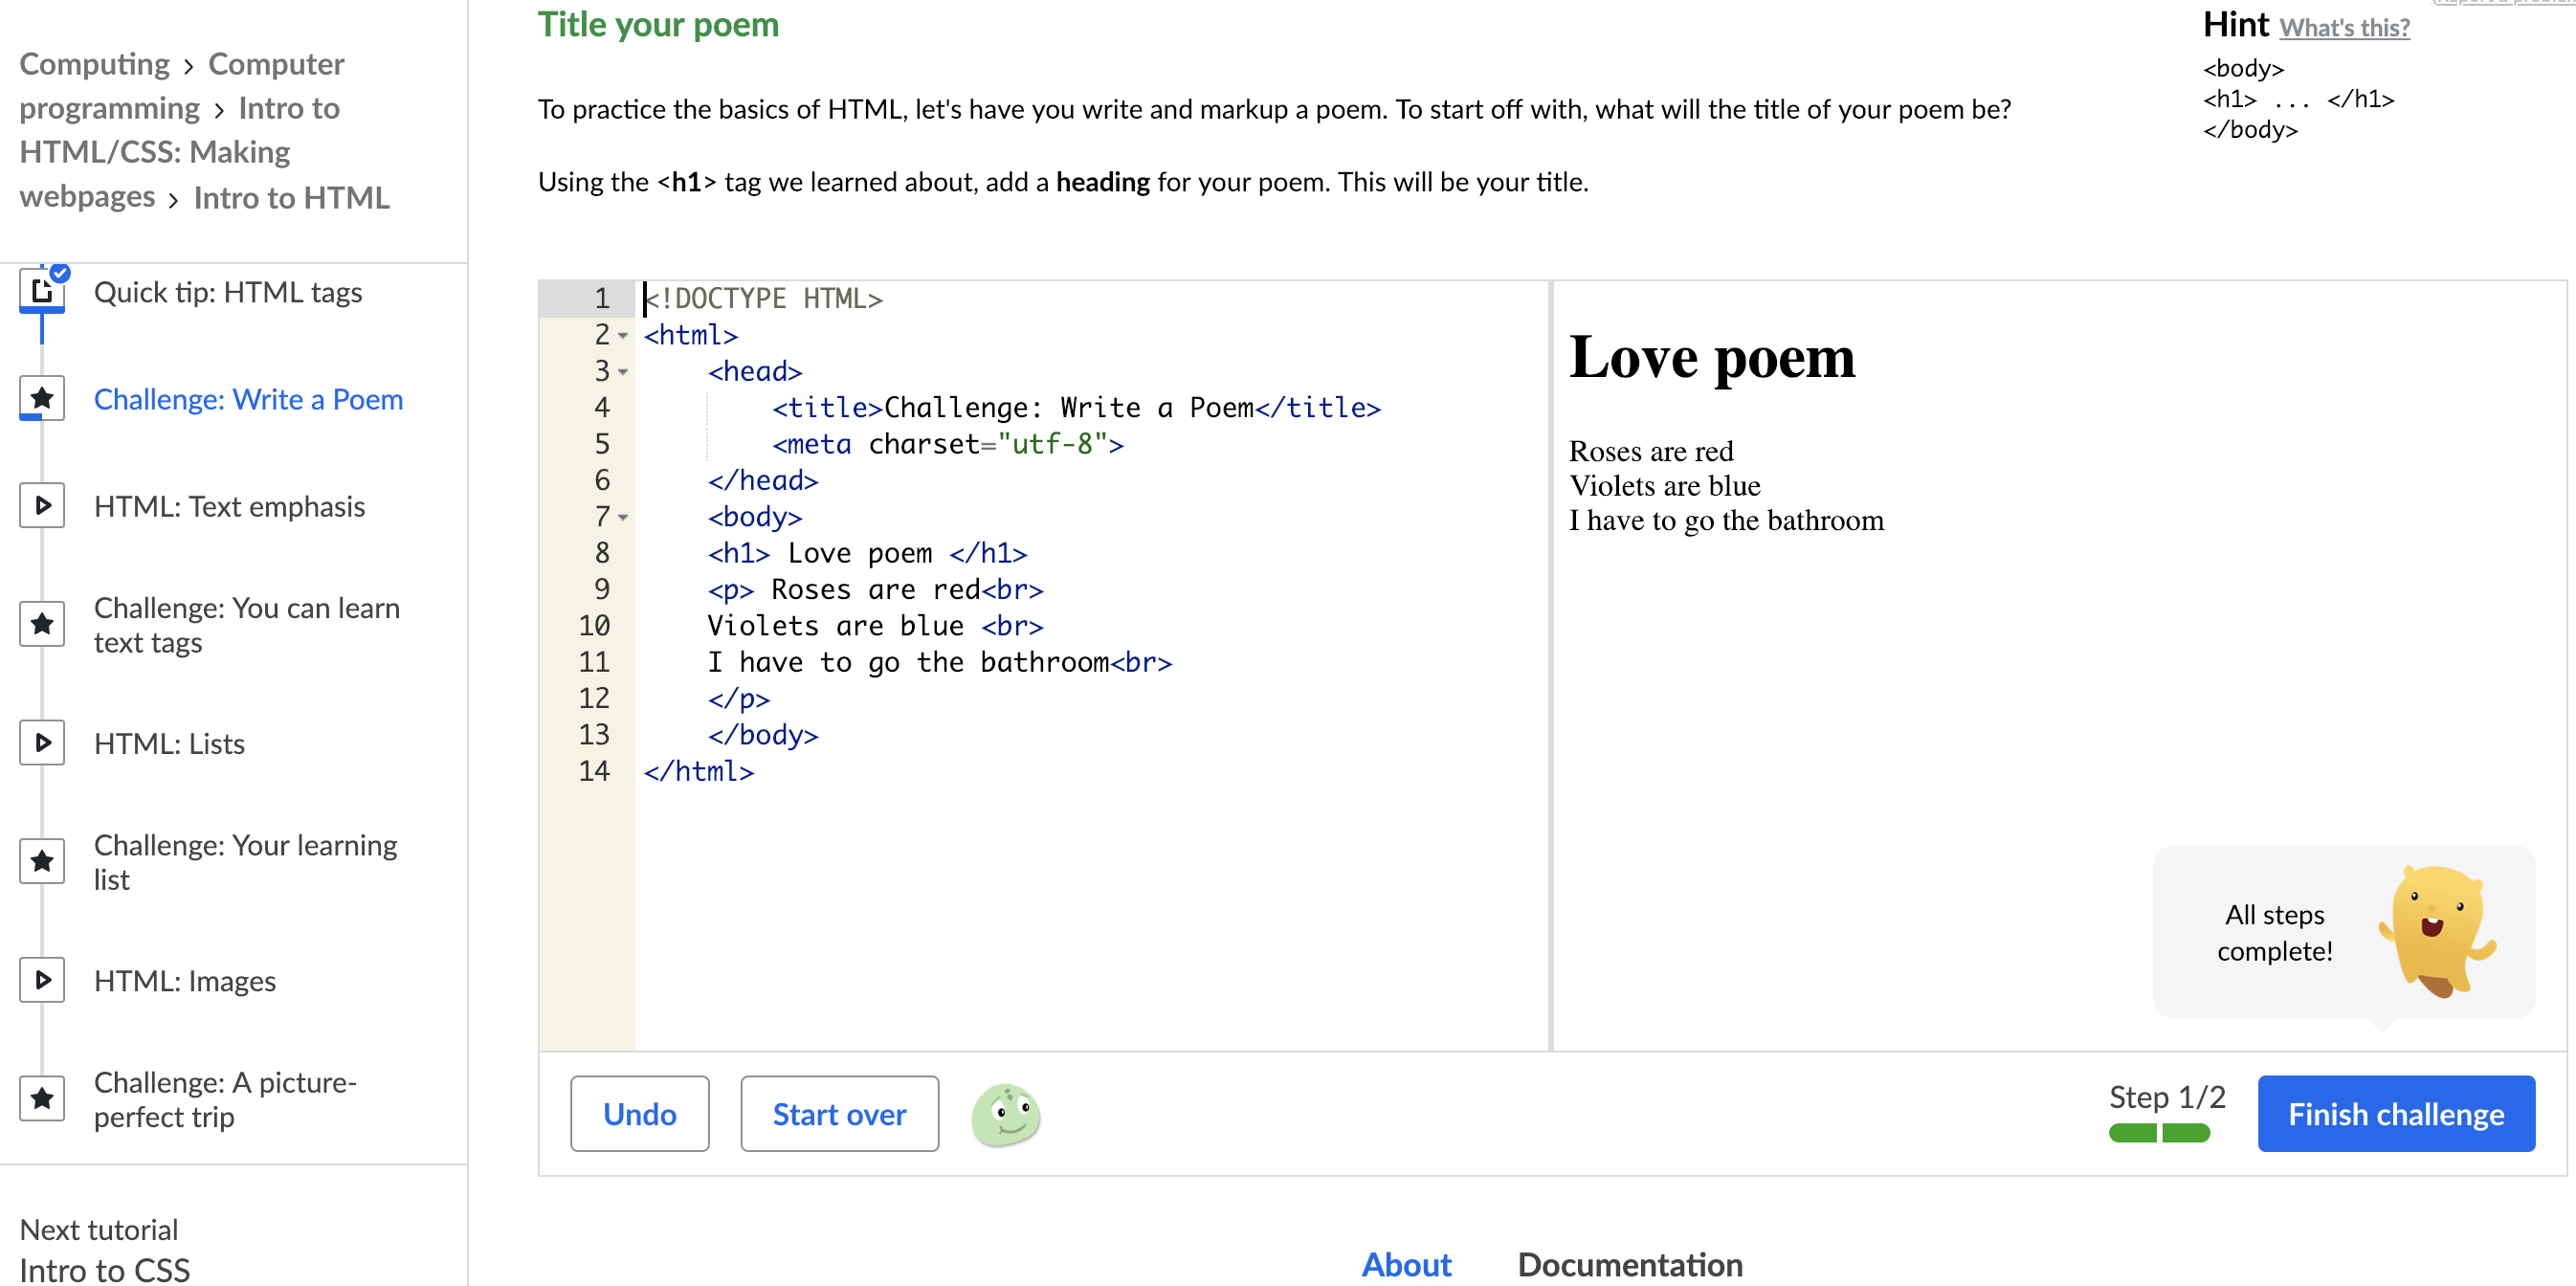 Computing › Computer
programming › Intro to
HTML/CSS: Making
webpages › Intro to HTML
Quick tip: HTML tags
Challenge: Write a Poem
HTML: Text emphasis
Challenge: You can learn
text tags
HTML: Lists
Challenge: Your learning
list
HTML: Images
Challenge: A picture-
perfect trip
Next tutorial
Intro to CSS
Title your poem
To practice the basics of HTML, let's have you write and markup a poem. To start off with, what will the title of your poem be?
Using the <h1> tag we learned about, add a heading for your poem. This will be your title.
Hint What's this?
<body>
<h1> ... </h1>
</body>
1 <!DOCTYPE HTML>
2 <html>
3 <head>
4 <title>Challenge: Write a Poem</title>
5 <meta charset="utf-8">
6 </head>
7 <body>
8 <h1> Love poem </h1>
9 <p> Roses are red<br>
10 Violets are blue <br>
11 I have to go the bathroom<br>
12 </p>
13 </body>
14 </html>
Love poem
Roses are red
Violets are blue
I have to go the bathroom
All steps
complete!
Undo
Start over
Step 1/2
Finish challenge
About
Documentation